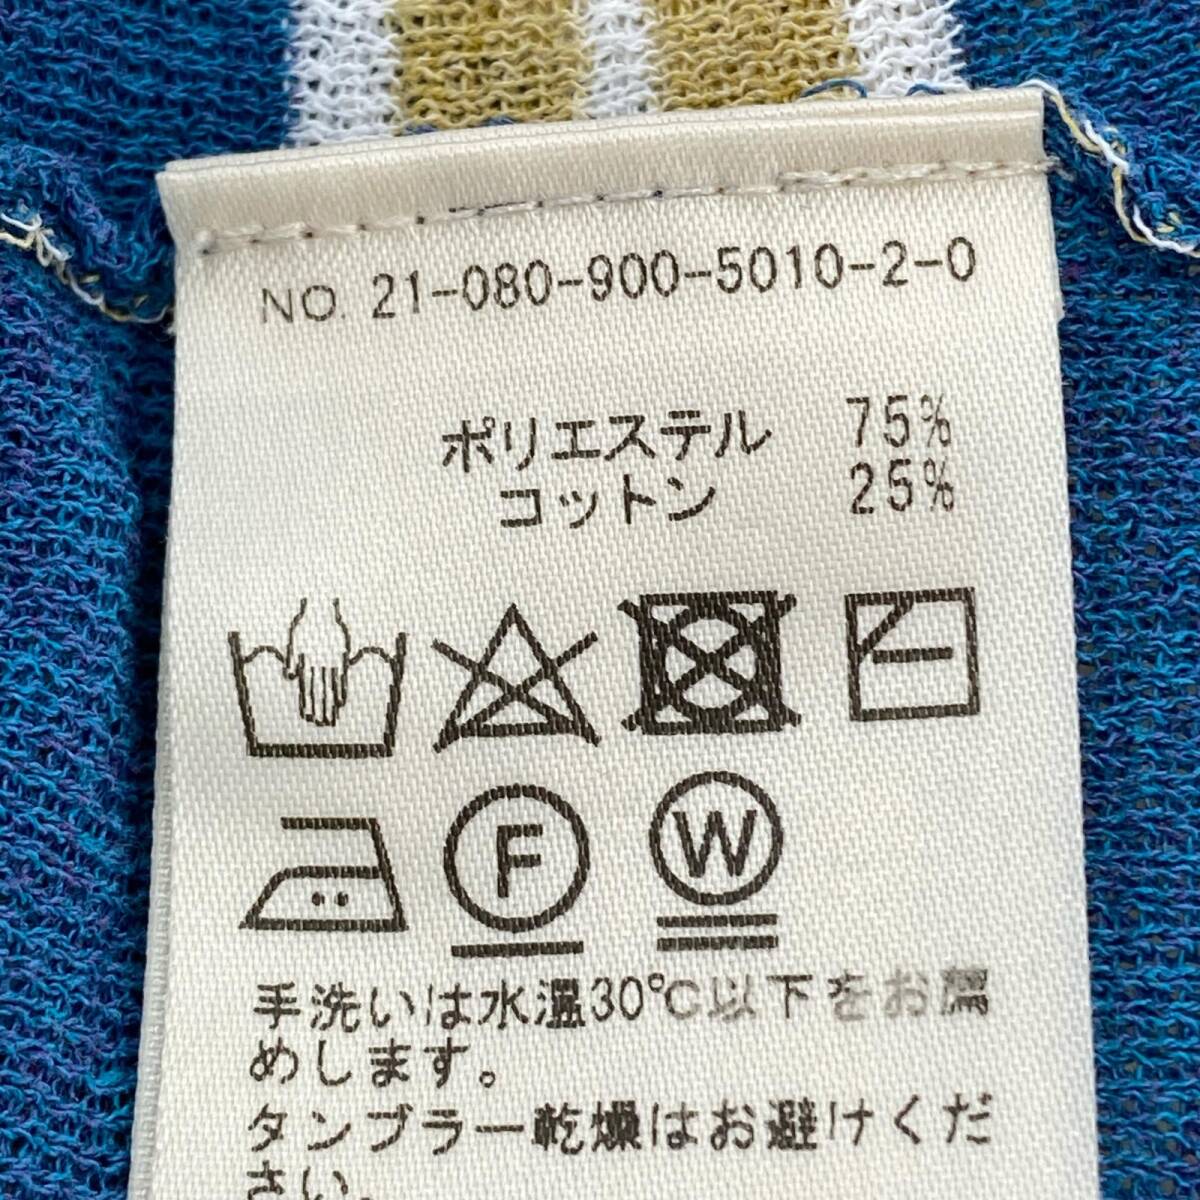 NO. 21-080-900-5010-2-0
ポリエステル 75%
コットン 25%
F
W
手洗いは水温30℃以下をお薦
めします。
タンブラー乾燥はお避けくだ
さい。